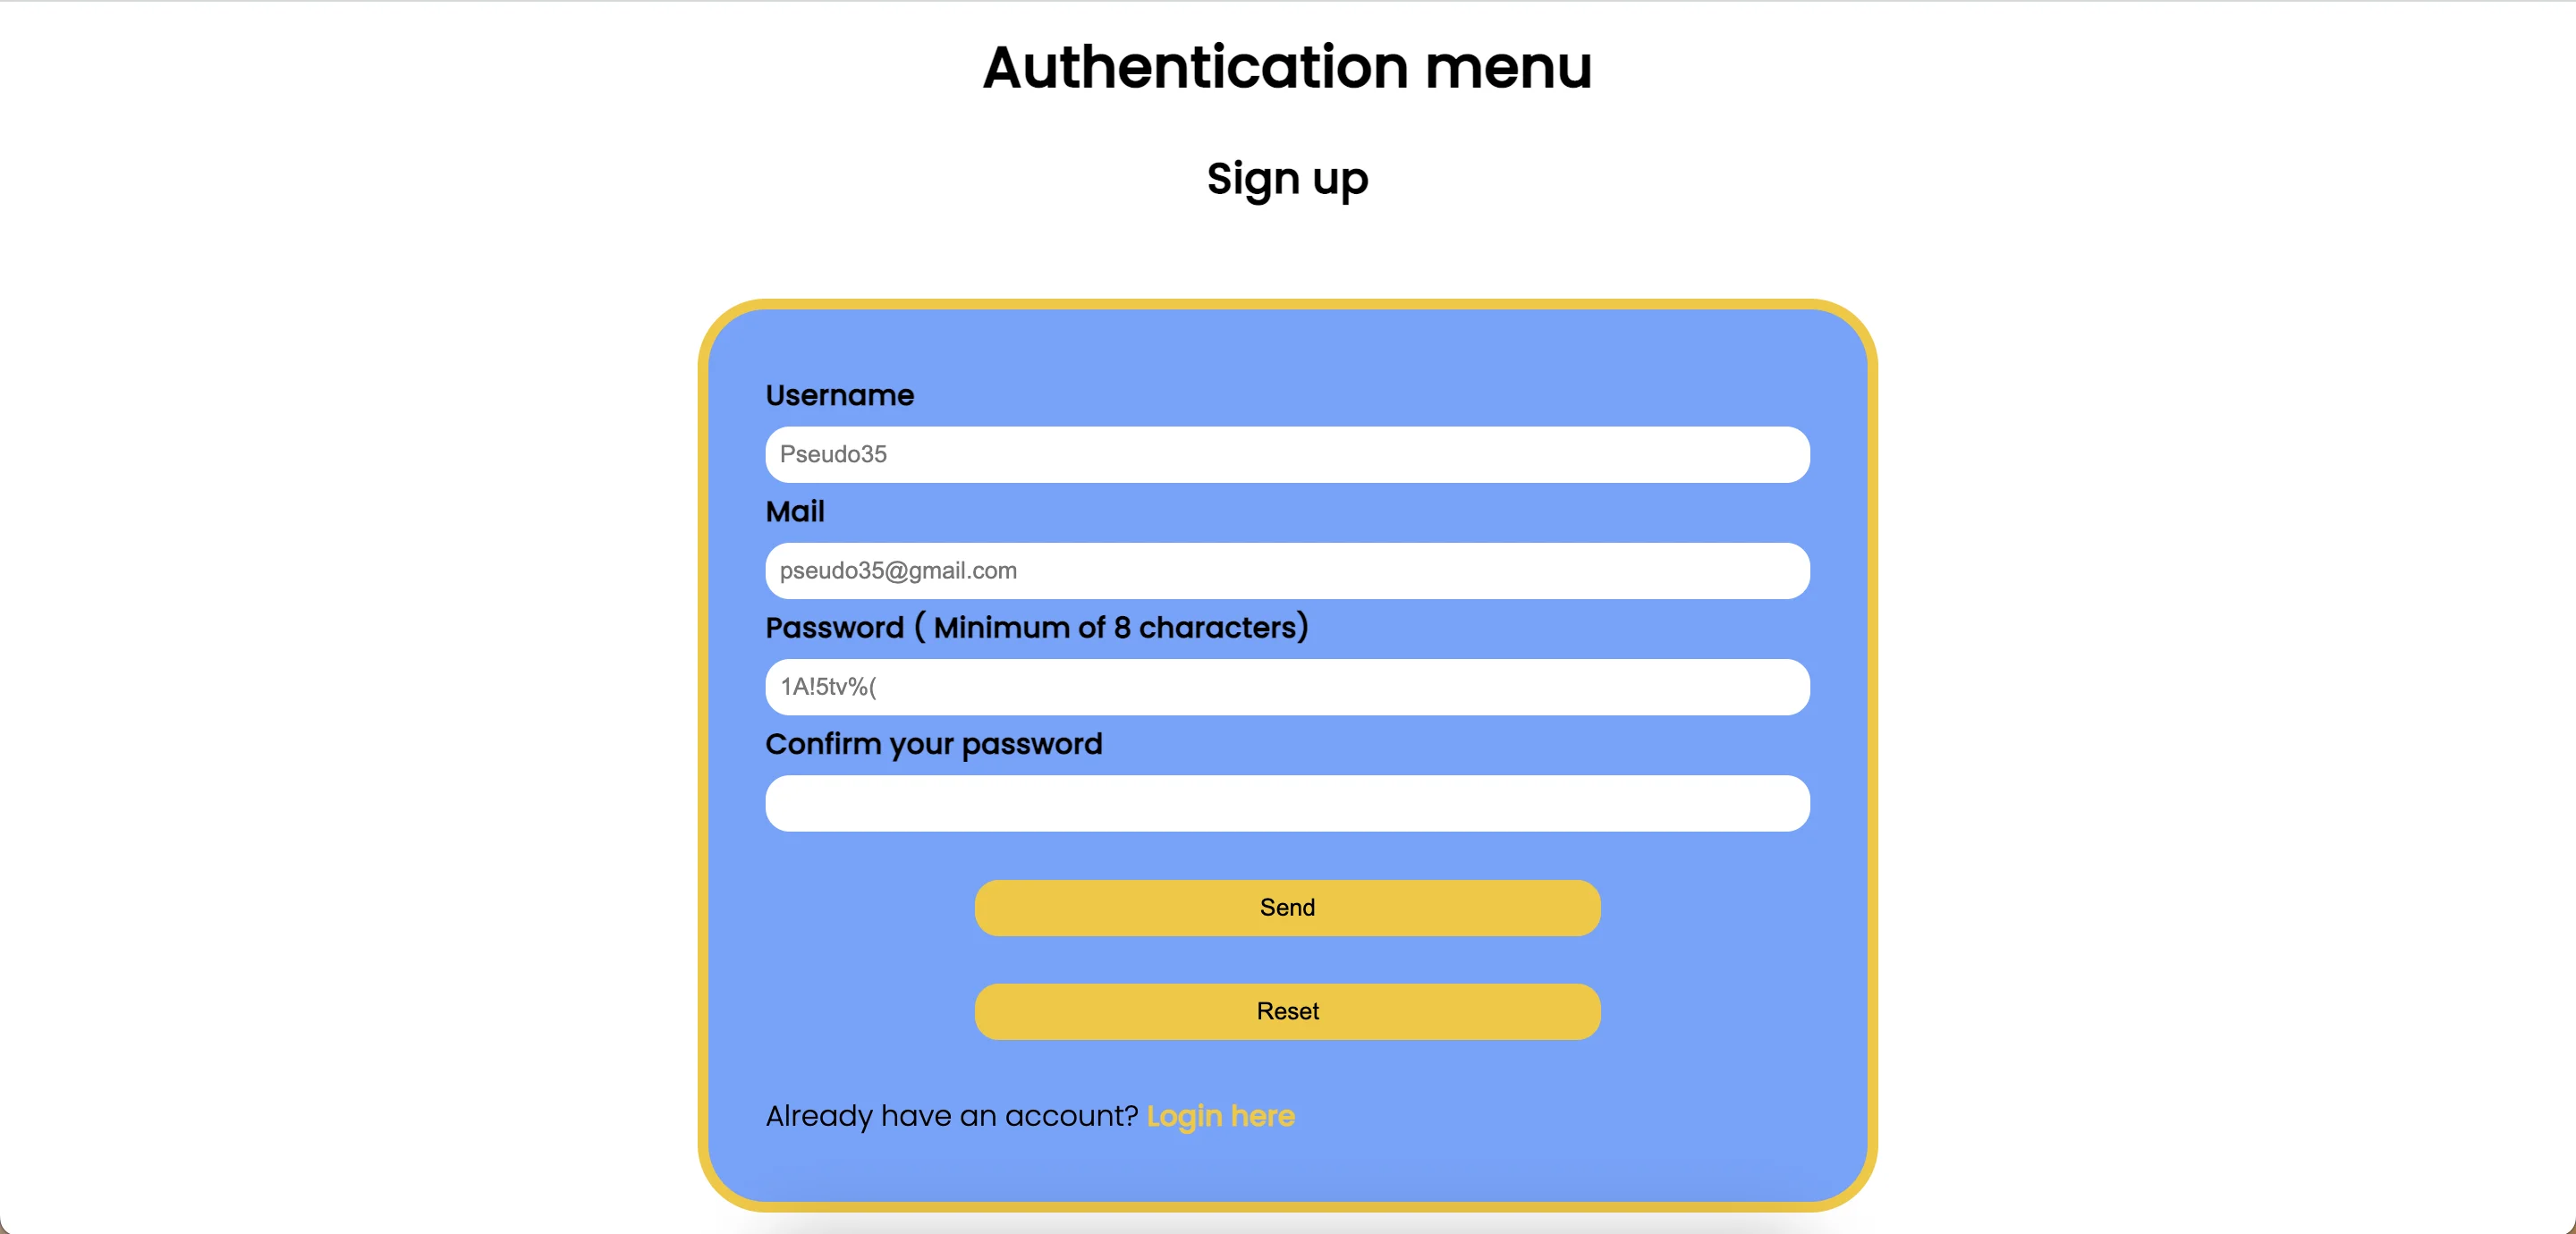 Authentication menu
Sign up
Username
Pseudo35
Mail
pseudo35@gmail.com
Password ( Minimum of 8 characters)
1A!5tv%(
Confirm your password
Send
Reset
Already have an account? Login here